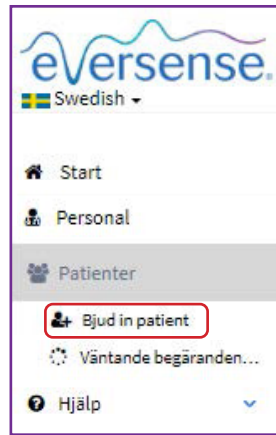 eversense.
Swedish
Start
Personal
Patienter
Bjud in patient
Väntande begäranden...
Hjälp